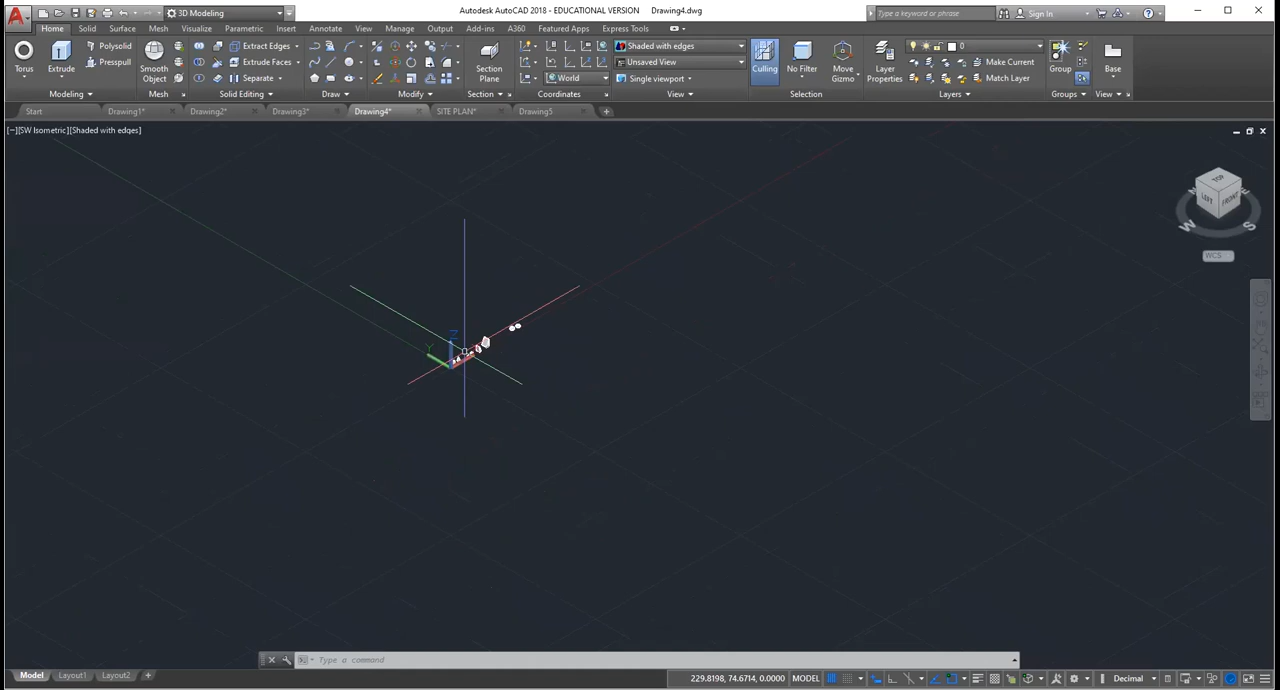 Autodesk AutoCAD 2018 - EDUCATIONAL VERSION Drawing4.dwg
3D Modeling
Type a keyword or phrase
Sign In
Home Solid Surface Mesh Visualize Parametric Insert Annotate View Manage Output Add-ins A360 Featured Apps Express Tools
Torus
Extrude
Polysolid
Presspull
Smooth Object
Extract Edges
Extrude Faces
Separate
Section Plane
World
Shaded with edges
Unsaved View
Single viewport
Culling
No Filter
Move Gizmo
Layer Properties
0
Make Current
Match Layer
Group
Base
Modeling Mesh Solid Editing Draw Modify Section Coordinates View Selection Layers Groups View
Start Drawing1* Drawing2* Drawing3* Drawing4* SITE PLAN* Drawing5
[−][SW Isometric][Shaded with edges]
TOP
LEFT
FRONT
W
S
WCS
Z
Y
Type a command
Model Layout1 Layout2
229.8198, 74.6714, 0.0000 MODEL
Decimal